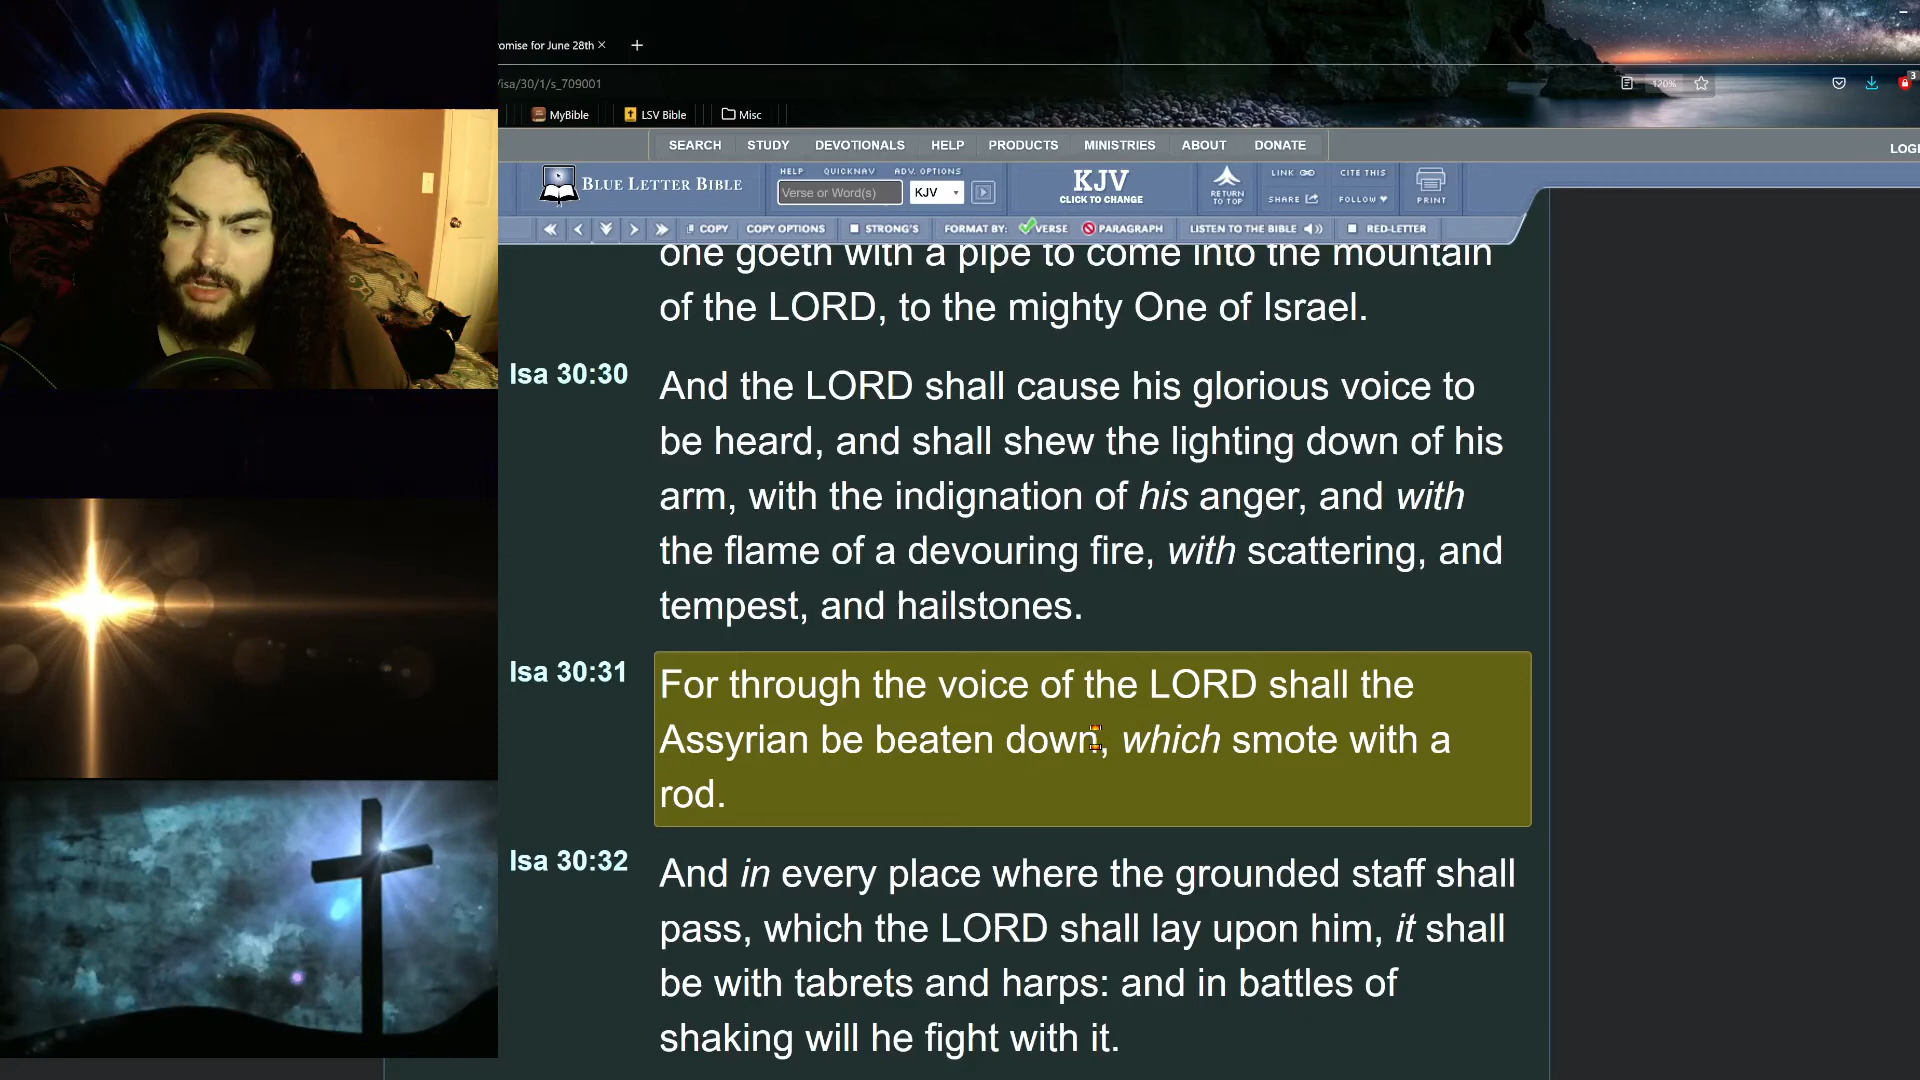 omise for June 28th
/isa/30/1/s_709001
120%
3
MyBible
LSV Bible
Misc
SEARCH STUDY DEVOTIONALS HELP PRODUCTS MINISTRIES ABOUT DONATE
LOGI
BLUE LETTER BIBLE
HELP QUICKNAV ADV. OPTIONS
Verse or Word(s)
KJV
KJV
CLICK TO CHANGE
RETURN
TO TOP
LINK
SHARE
CITE THIS
FOLLOW
PRINT
COPY COPY OPTIONS STRONG'S FORMAT BY: VERSE PARAGRAPH LISTEN TO THE BIBLE RED-LETTER
one goeth with a pipe to come into the mountain
of the LORD, to the mighty One of Israel.
Isa 30:30
And the LORD shall cause his glorious voice to
be heard, and shall shew the lighting down of his
arm, with the indignation of his anger, and with
the flame of a devouring fire, with scattering, and
tempest, and hailstones.
Isa 30:31
For through the voice of the LORD shall the
Assyrian be beaten down, which smote with a
rod.
Isa 30:32
And in every place where the grounded staff shall
pass, which the LORD shall lay upon him, it shall
be with tabrets and harps: and in battles of
shaking will he fight with it.